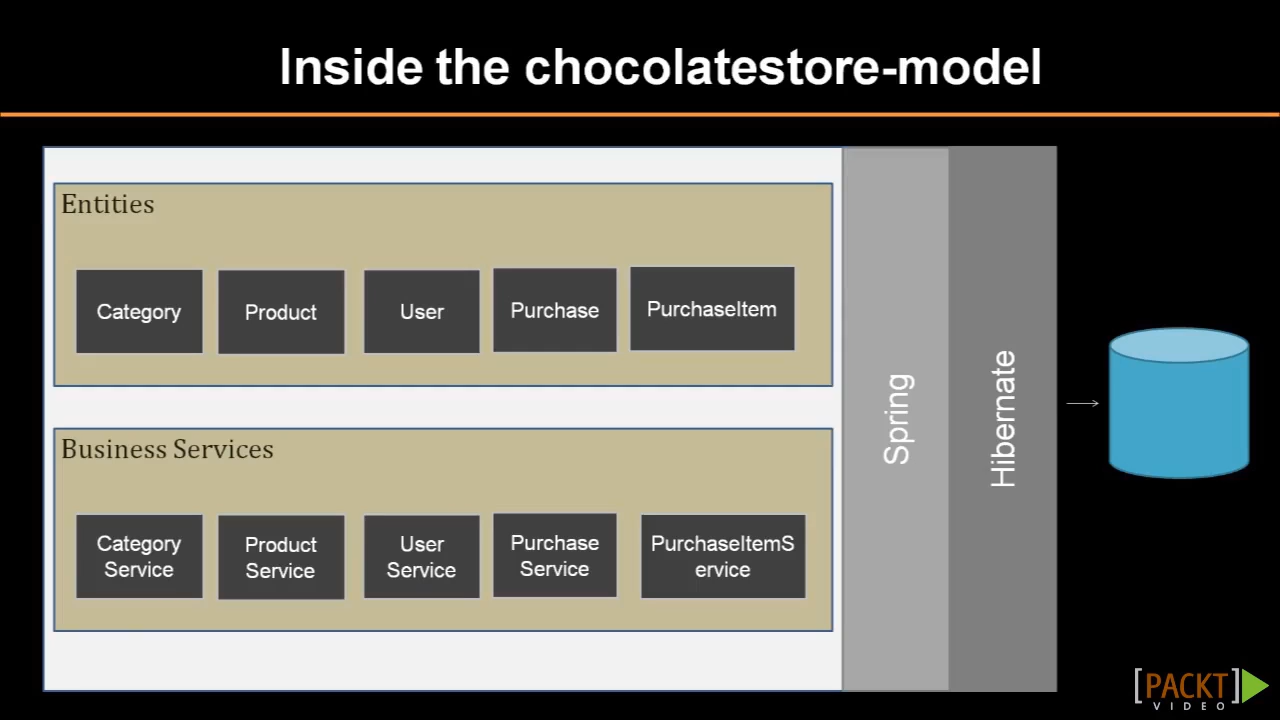 Inside the chocolatestore-model
Entities
Category
Product
User
Purchase
PurchaseItem
Business Services
Category
Service
Product
Service
User
Service
Purchase
Service
PurchaseItemS
ervice
Spring
Hibernate
[PACKT]
VIDEO